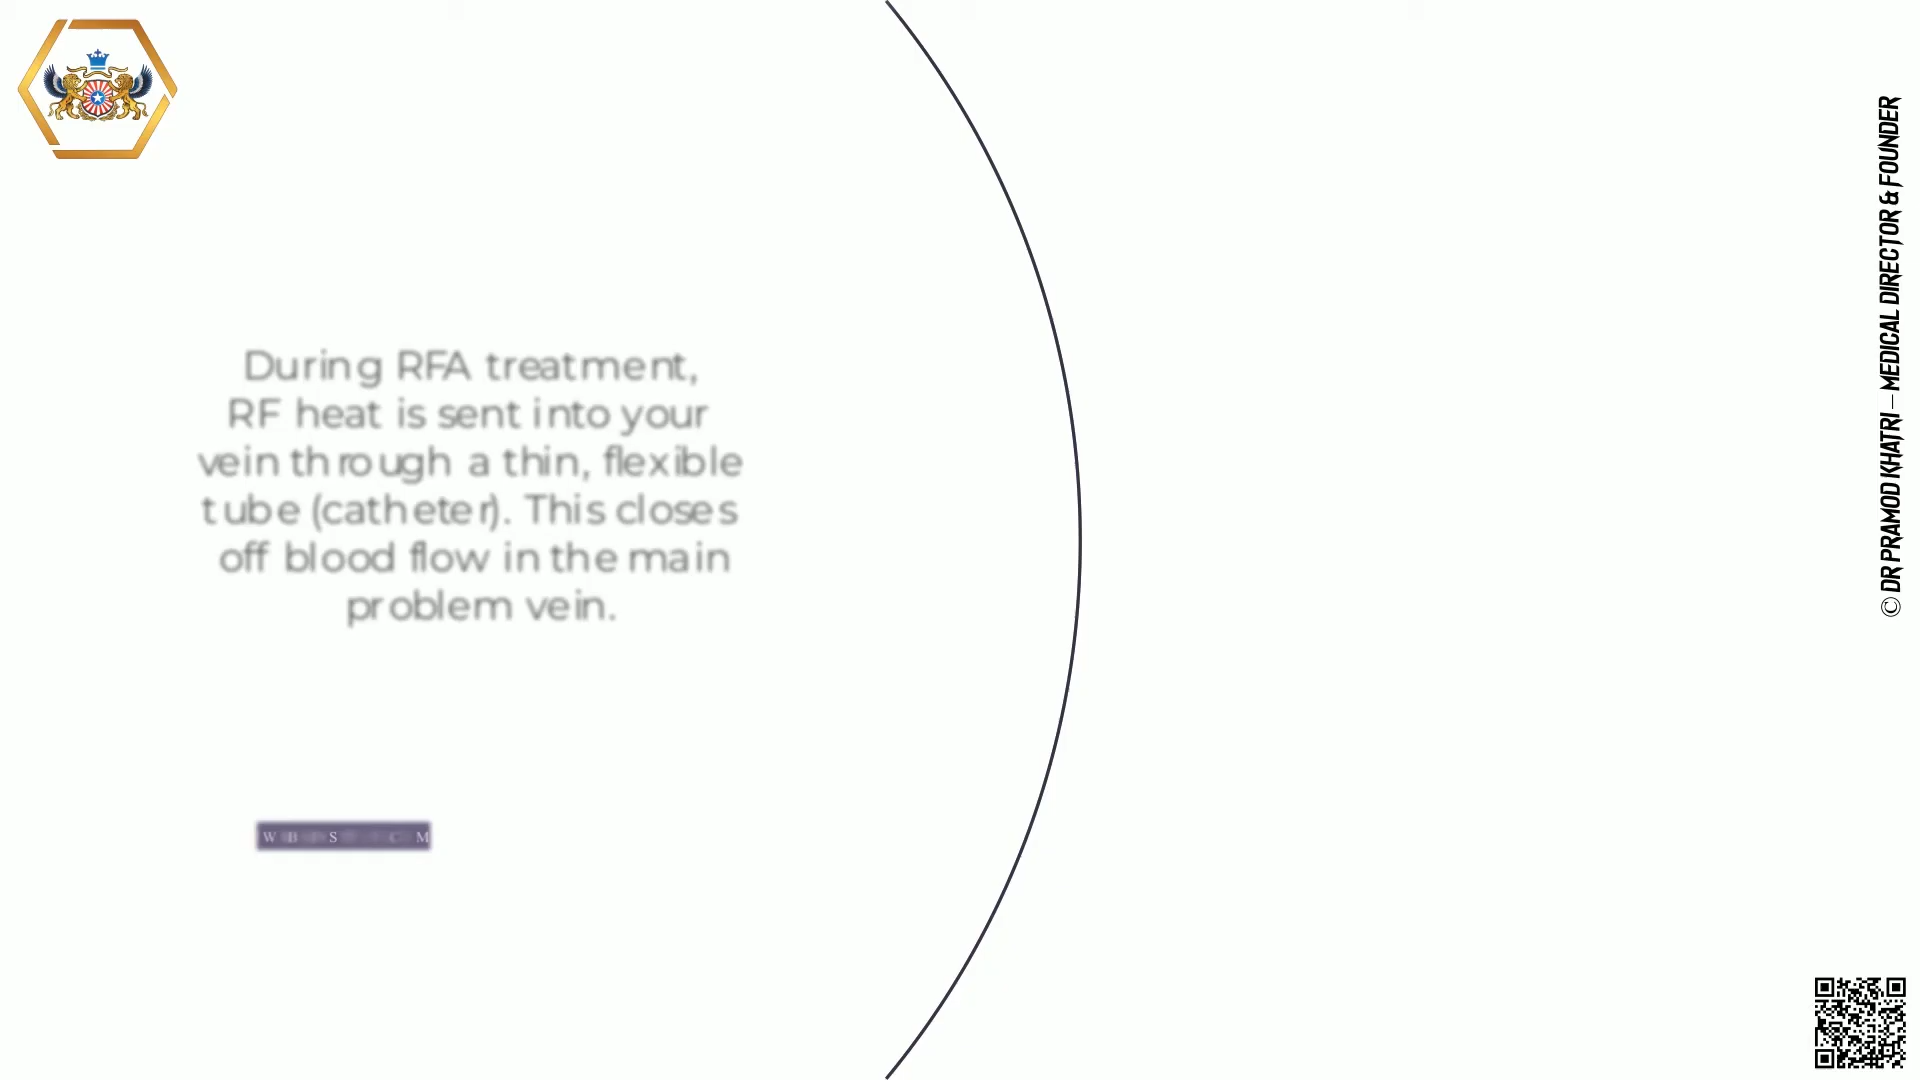 During RFA treatment,
RF heat is sent into your
vein through a thin, flexible
tube (catheter). This closes
off blood flow in the main
problem vein.
© DR PRAMOD KHATRI – MEDICAL DIRECTOR & FOUNDER